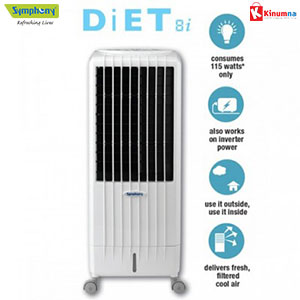 Symphony
Refreshing Lives
DiET 8i
Kinumna
consumes
115 watts*
only
also works
on inverter
power
use it outside,
use it inside
delivers fresh,
filtered
cool air
Symphony